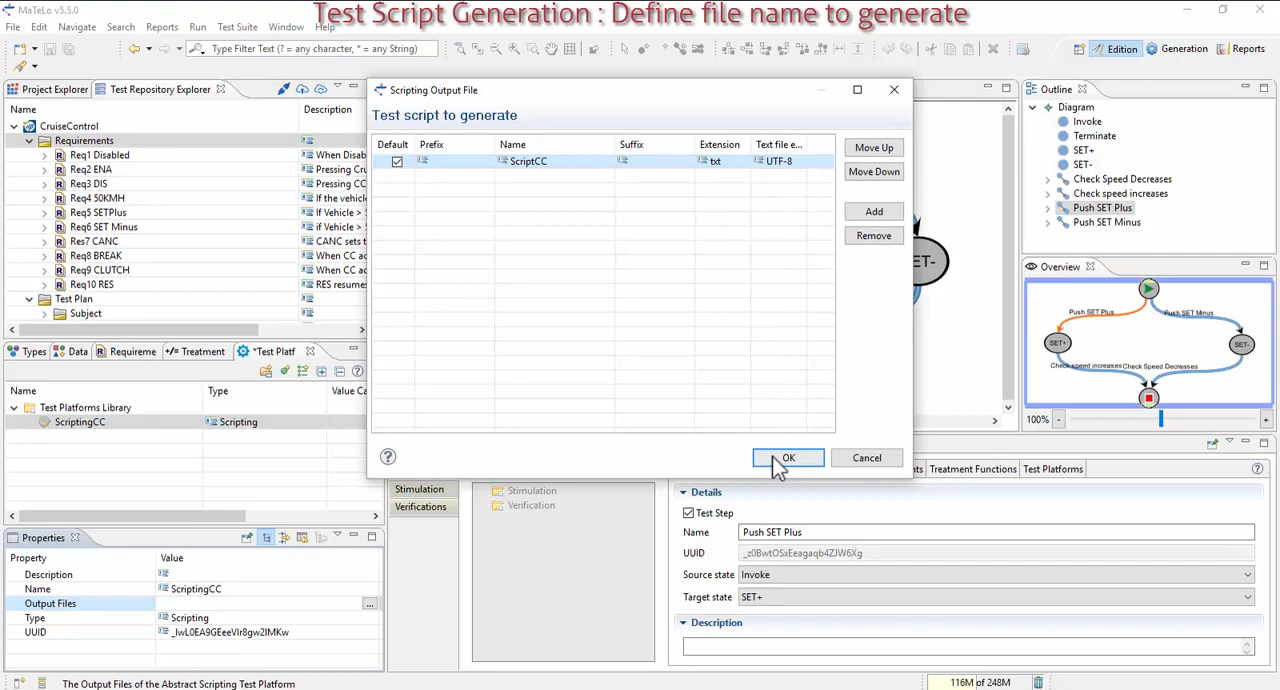 MaTeLo v5.5.0
Test Script Generation : Define file name to generate
File Edit Navigate Search Reports Run Test Suite Window Help
Type Filter Text (? = any character, * = any String)
Edition Generation Reports
Project Explorer Test Repository Explorer
Name Description
CruiseControl
Requirements
Req1 Disabled When Disab
Req2 ENA Pressing Cru
Req3 DIS Pressing CC
Req4 50KMH If the vehicle
Req5 SETPlus if Vehicle > S
Req6 SET Minus if Vehicle > S
Res7 CANC CANC sets t
Req8 BREAK When CC ac
Req9 CLUTCH When CC ac
Req10 RES RES resumes
Test Plan
Subject
Types Data Requireme Treatment *Test Platf
Name Type Value Ca
Test Platforms Library
ScriptingCC Scripting
Properties
Property Value
Description
Name ScriptingCC
Output Files ...
Type Scripting
UUID _IwL0EA9GEeeVIr8gw2IMKw
The Output Files of the Abstract Scripting Test Platform
Scripting Output File
Test script to generate
Default Prefix Name Suffix Extension Text file e...
ScriptCC txt UTF-8
Move Up
Move Down
Add
Remove
? OK Cancel
ET-
Outline
Diagram
Invoke
Terminate
SET+
SET-
Check Speed Decreases
Check speed increases
Push SET Plus
Push SET Minus
Overview
Push SET Plus Push SET Minus
SET+ SET-
Check speed increases Check Speed Decreases
100% - +
Stimulation
Verifications
Stimulation
Verification
nts Treatment Functions Test Platforms
Details
Test Step
Name Push SET Plus
UUID _z0BwtOSxEeagaqb4ZJW6Xg
Source state Invoke
Target state SET+
Description
116M of 248M